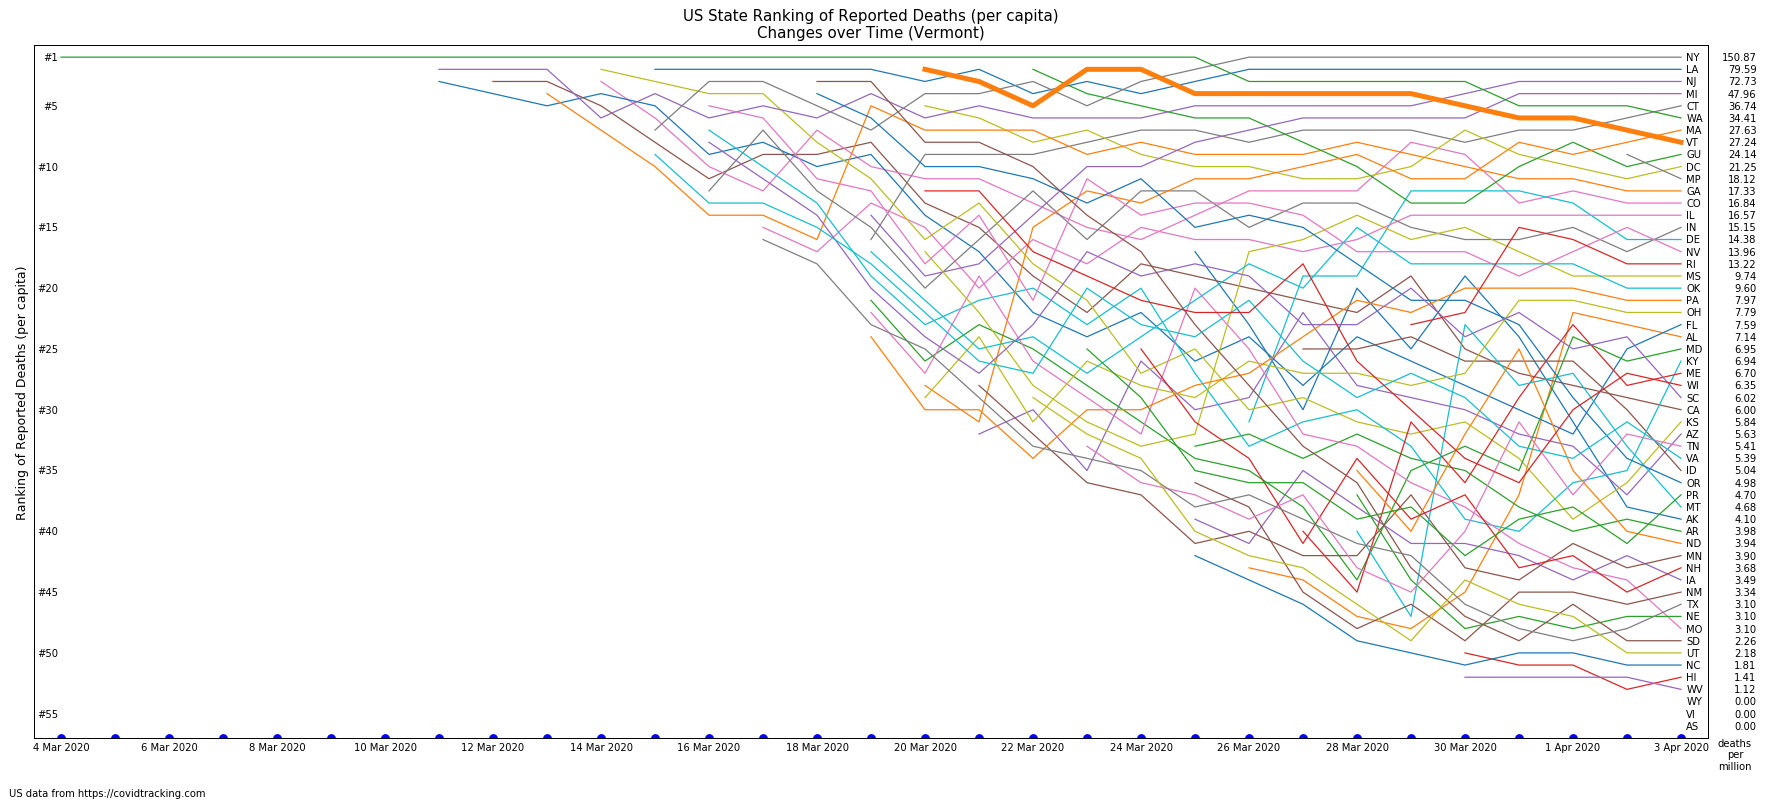 US State Ranking of Reported Deaths (per capita)
Changes over Time (Vermont)
Ranking of Reported Deaths (per capita)
#1
#5
#10
#15
#20
#25
#30
#35
#40
#45
#50
#55
NY 150.87
LA 79.59
NJ 72.73
MI 47.96
CT 36.74
WA 34.41
MA 27.63
VT 27.24
GU 24.14
DC 21.25
MP 18.12
GA 17.33
CO 16.84
IL 16.57
IN 15.15
DE 14.38
NV 13.96
RI 13.22
MS 9.74
OK 9.60
PA 7.97
OH 7.79
FL 7.59
AL 7.14
MD 6.95
KY 6.94
ME 6.70
WI 6.35
SC 6.02
CA 6.00
KS 5.84
AZ 5.63
TN 5.41
VA 5.39
ID 5.04
OR 4.98
PR 4.70
MT 4.68
AK 4.10
AR 3.98
ND 3.94
MN 3.90
NH 3.68
IA 3.49
NM 3.34
TX 3.10
NE 3.10
MO 3.10
SD 2.26
UT 2.18
NC 1.81
HI 1.41
WV 1.12
WY 0.00
VI 0.00
AS 0.00
4 Mar 2020 6 Mar 2020 8 Mar 2020 10 Mar 2020 12 Mar 2020 14 Mar 2020 16 Mar 2020 18 Mar 2020 20 Mar 2020 22 Mar 2020 24 Mar 2020 26 Mar 2020 28 Mar 2020 30 Mar 2020 1 Apr 2020 3 Apr 2020
deaths
per
million
US data from https://covidtracking.com